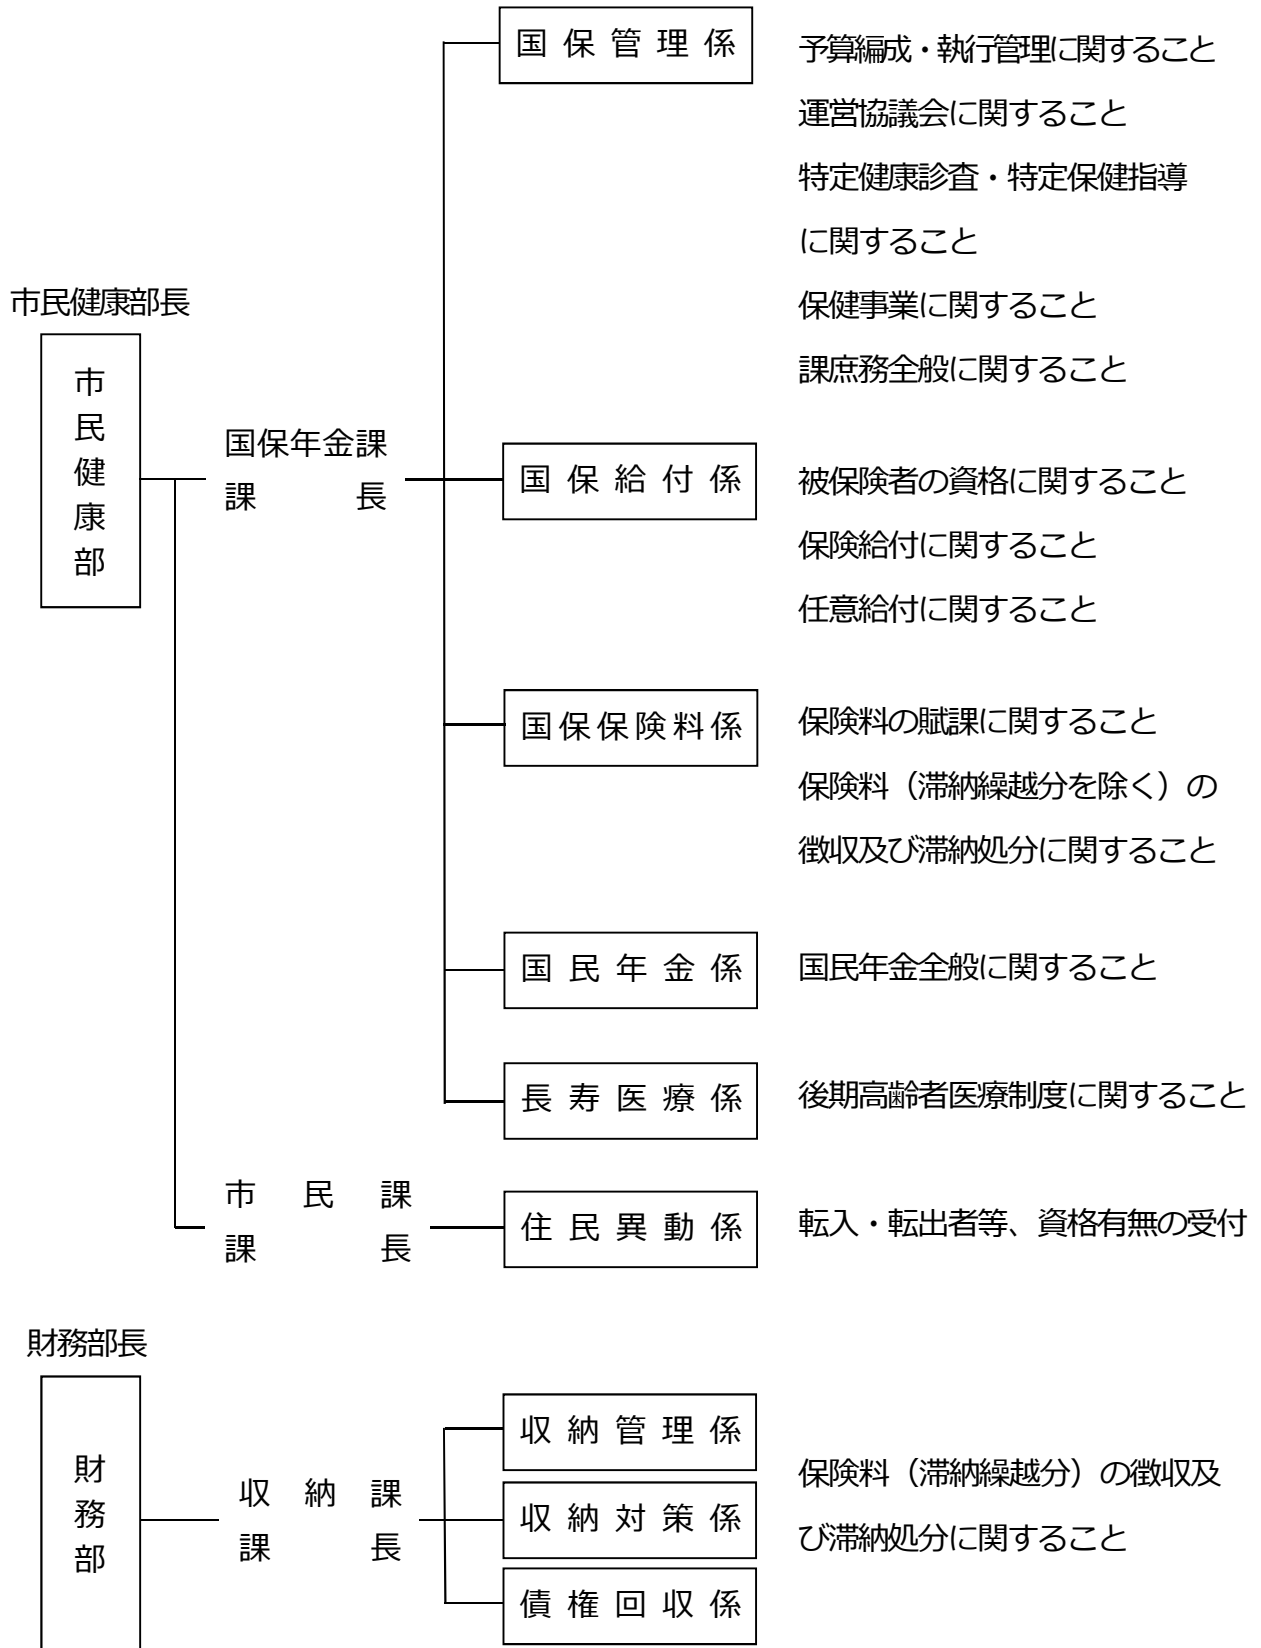 国保管理係
予算編成・執行管理に関すること
運営協議会に関すること
特定健康診査・特定保健指導
に関すること
保健事業に関すること
課庶務全般に関すること
市民健康部長
市民健康部
国保年金課
課長
国保給付係
被保険者の資格に関すること
保険給付に関すること
任意給付に関すること
国保保険料係
保険料の賦課に関すること
保険料（滞納繰越分を除く）の
徴収及び滞納処分に関すること
国民年金係
国民年金全般に関すること
長寿医療係
後期高齢者医療制度に関すること
市民課
課長
住民異動係
転入・転出者等、資格有無の受付
財務部長
財務部
収納課
課長
収納管理係
収納対策係
債権回収係
保険料（滞納繰越分）の徴収及
び滞納処分に関すること